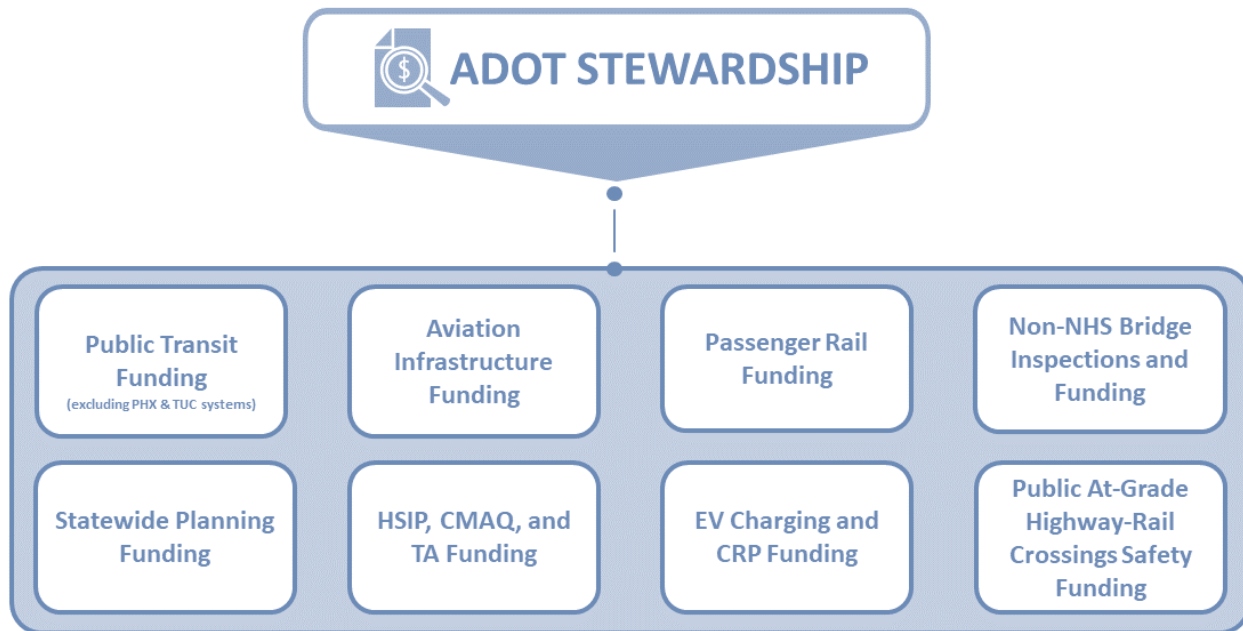 $
ADOT STEWARDSHIP
Public Transit
Funding
(excluding PHX & TUC systems)
Aviation
Infrastructure
Funding
Passenger Rail
Funding
Non-NHS Bridge
Inspections and
Funding
Statewide Planning
Funding
HSIP, CMAQ, and
TA Funding
EV Charging and
CRP Funding
Public At-Grade
Highway-Rail
Crossings Safety
Funding